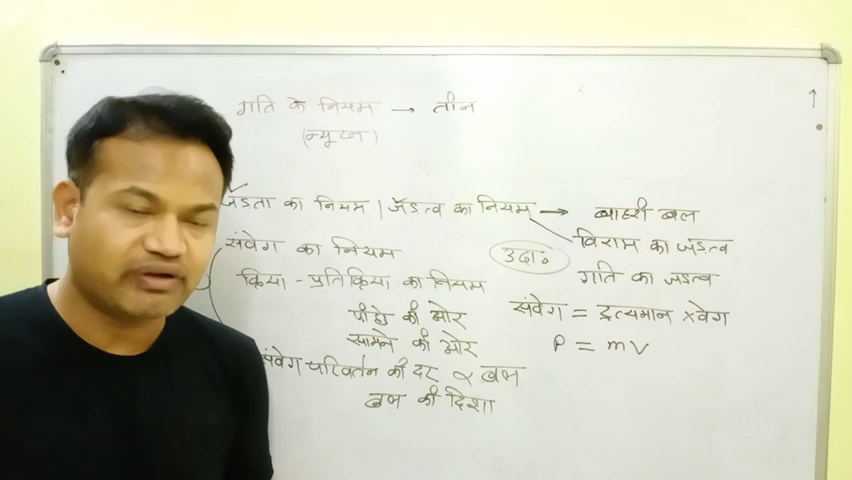 गति के नियम → तीन
(न्यूटन)
जड़ता का नियम | जड़त्व का नियम → बाहरी बल
विराम का जड़त्व
संवेग का नियम
उदा०
गति का जड़त्व
क्रिया - प्रतिक्रिया का नियम
पीछे की ओर
संवेग = द्रव्यमान × वेग
सामने की ओर
P = mv
संवेग परिवर्तन की दर ∝ बल
बल की दिशा